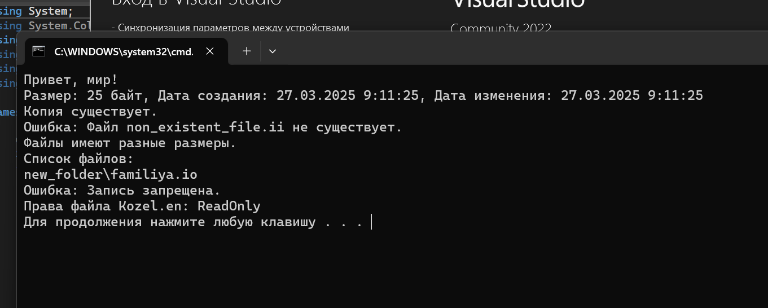 sing System;
sing System.Col
Вход в Visual Studio
- Синхронизация параметров между устройствами
Visual Studio
Community 2022
C:\WINDOWS\system32\cmd.
Привет, мир!
Размер: 25 байт, Дата создания: 27.03.2025 9:11:25, Дата изменения: 27.03.2025 9:11:25
Копия существует.
Ошибка: Файл non_existent_file.ii не существует.
Файлы имеют разные размеры.
Список файлов:
new_folder\familiya.io
Ошибка: Запись запрещена.
Права файла Kozel.en: ReadOnly
Для продолжения нажмите любую клавишу . . .